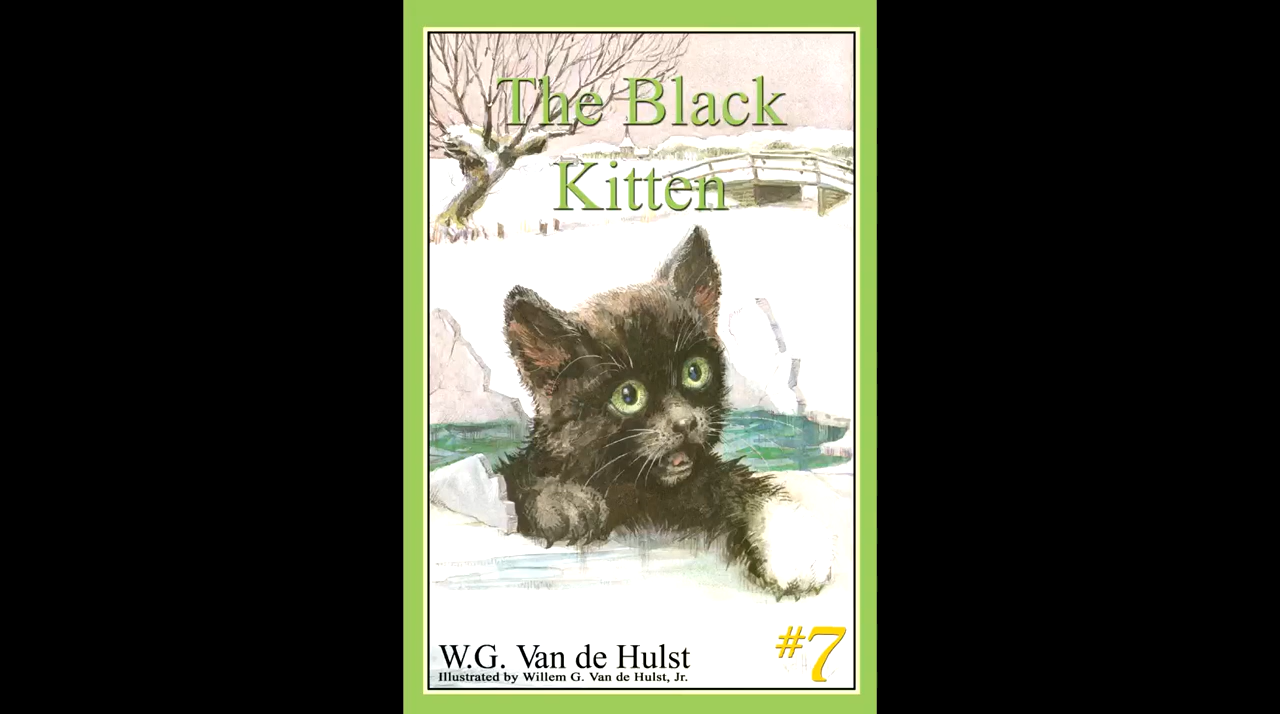 The Black
Kitten
W.G. Van de Hulst
#7
Illustrated by Willem G. Van de Hulst, Jr.